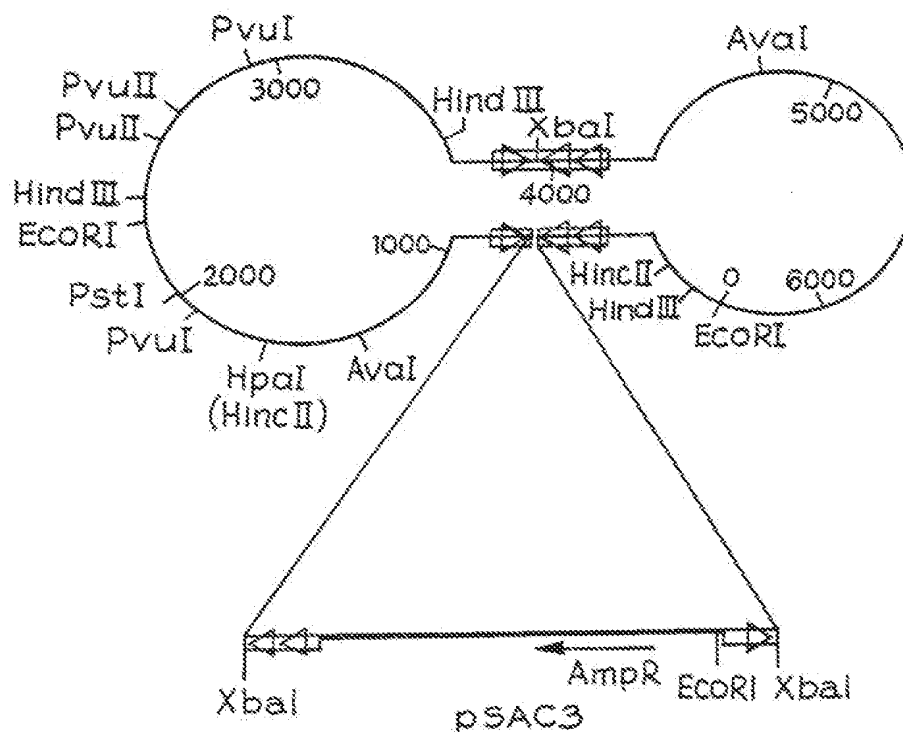 PvuI
AvaI
3000
PvuII
HindIII
5000
XbaI
PvuII
4000
HindIII
EcoRI
1000
HincII
0
2000
6000
PstI
HindIII
EcoRI
PvuI
HpaI
AvaI
(HincII)
AmpR
EcoRI
XbaI
XbaI
pSAC3